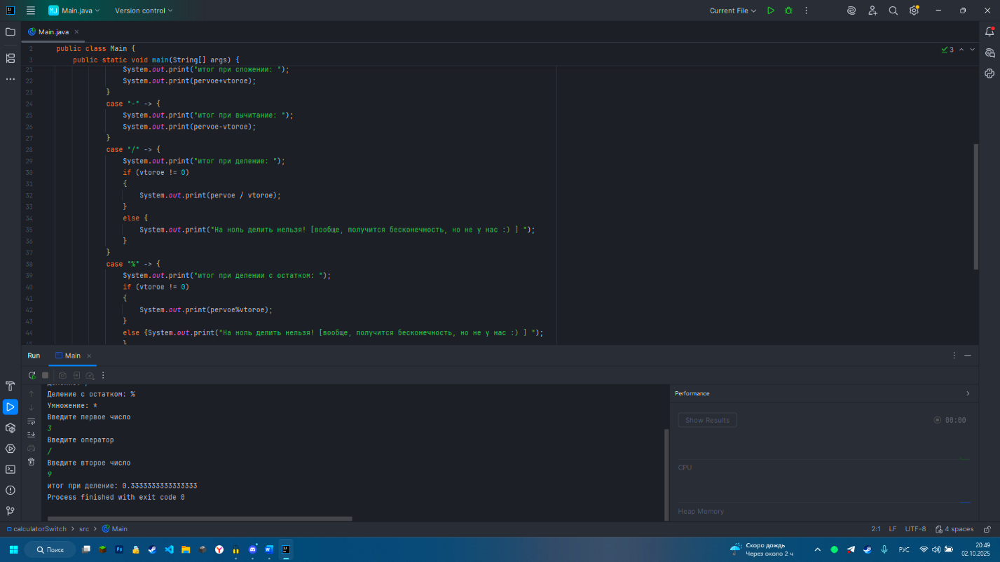 MJ Main.java Version control Current File
Main.java
2 public class Main { 3
3 public static void main(String[] args) {
21 System.out.print("итог при сложении: ");
22 System.out.print(pervoe+vtoroe);
23 }
24 case "-" -> {
25 System.out.print("итог при вычитание: ");
26 System.out.print(pervoe-vtoroe);
27 }
28 case "/" -> {
29 System.out.print("итог при деление: ");
30 if (vtoroe != 0)
31 {
32 System.out.print(pervoe / vtoroe);
33 }
34 else {
35 System.out.print("На ноль делить нельзя! [вообще, получится бесконечность, но не у нас :) ] ");
36 }
37 }
38 case "%" -> {
39 System.out.print("итог при делении с остатком: ");
40 if (vtoroe != 0)
41 {
42 System.out.print(pervoe%vtoroe);
43 }
44 else {System.out.print("На ноль делить нельзя! [вообще, получится бесконечность, но не у нас :) ] ");
45 }
Run Main
Деление с остатком: %
Умножение: *
Введите первое число
3
Введите оператор
/
Введите второе число
9
итог при деление: 0.3333333333333333
Process finished with exit code 0
Performance
Show Results 00:00
CPU
Heap Memory
calculatorSwitch src Main 2:1 LF UTF-8 4 spaces
Поиск
Ps
Скоро дождь
Через около 2 ч
РУС
20:49
02.10.2025